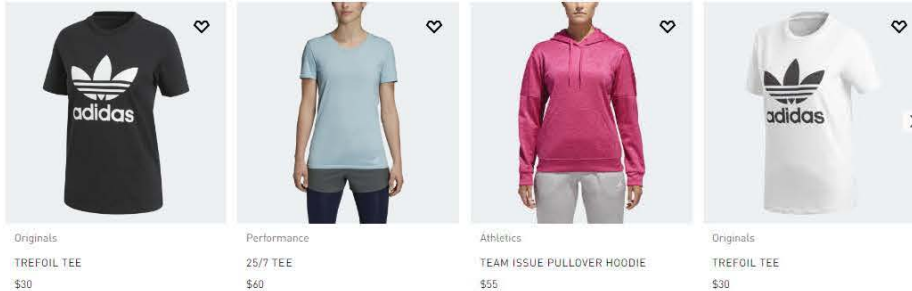 adidas
adidas
Originals
TREFOIL TEE
$30
Performance
25/7 TEE
$60
Athletics
TEAM ISSUE PULLOVER HOODIE
$55
Originals
TREFOIL TEE
$30